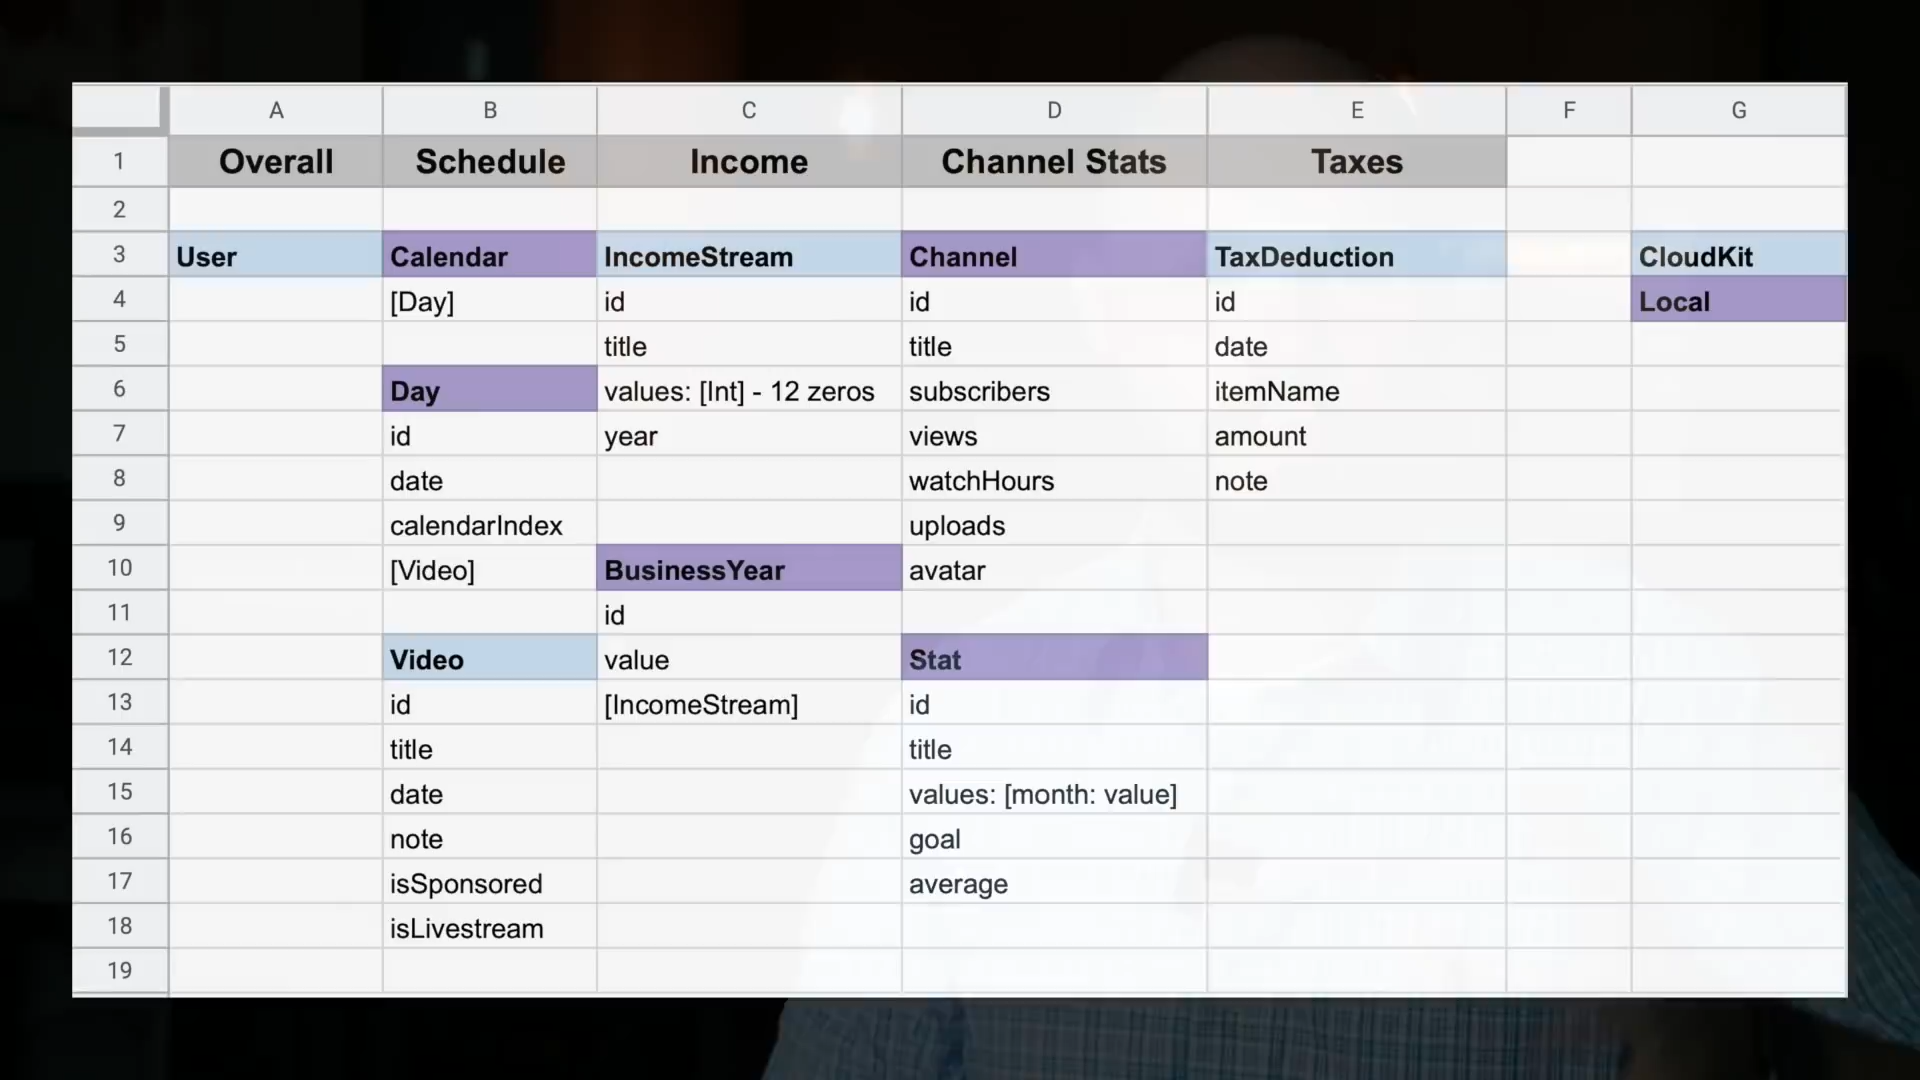 A B C D E F G
1 Overall Schedule Income Channel Stats Taxes
2
3 User Calendar IncomeStream Channel TaxDeduction CloudKit
4 [Day] id id id Local
5 title title date
6 Day values: [Int] - 12 zeros subscribers itemName
7 id year views amount
8 date watchHours note
9 calendarIndex uploads
10 [Video] BusinessYear avatar
11 id
12 Video value Stat
13 id [IncomeStream] id
14 title title
15 date values: [month: value]
16 note goal
17 isSponsored average
18 isLivestream
19